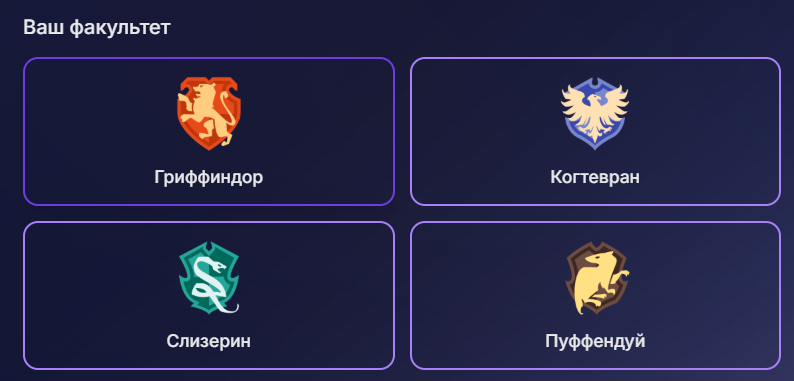 Ваш факультет
Гриффиндор
Когтевран
Слизерин
Пуффендуй